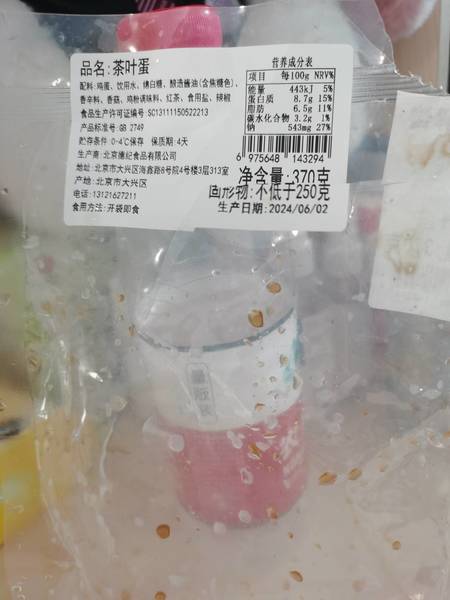 品名:茶叶蛋
配料:鸡蛋、饮用水、绵白糖、酿造酱油(含焦糖色)、
香辛料、香菇、鸡粉调味料、红茶、食用盐、辣椒
食品生产许可证编号:SC13111150522213
产品标准号:GB 2749
贮存条件 0-4℃保存 保质期:4天
生产商:北京德纪食品有限公司
地址:北京市大兴区海鑫路8号院4号楼3层313室
产地:北京市大兴区
电话:13121627211
食用方法:开袋即食
营养成分表
项目 每100g NRV%
能量 443kJ 5%
蛋白质 8.7g 15%
脂肪 6.5g 11%
碳水化合物 3.2g 1%
钠 543mg 27%
6 975648 143294
净含量:370克
固形物:不低于250克
生产日期:2024/06/02